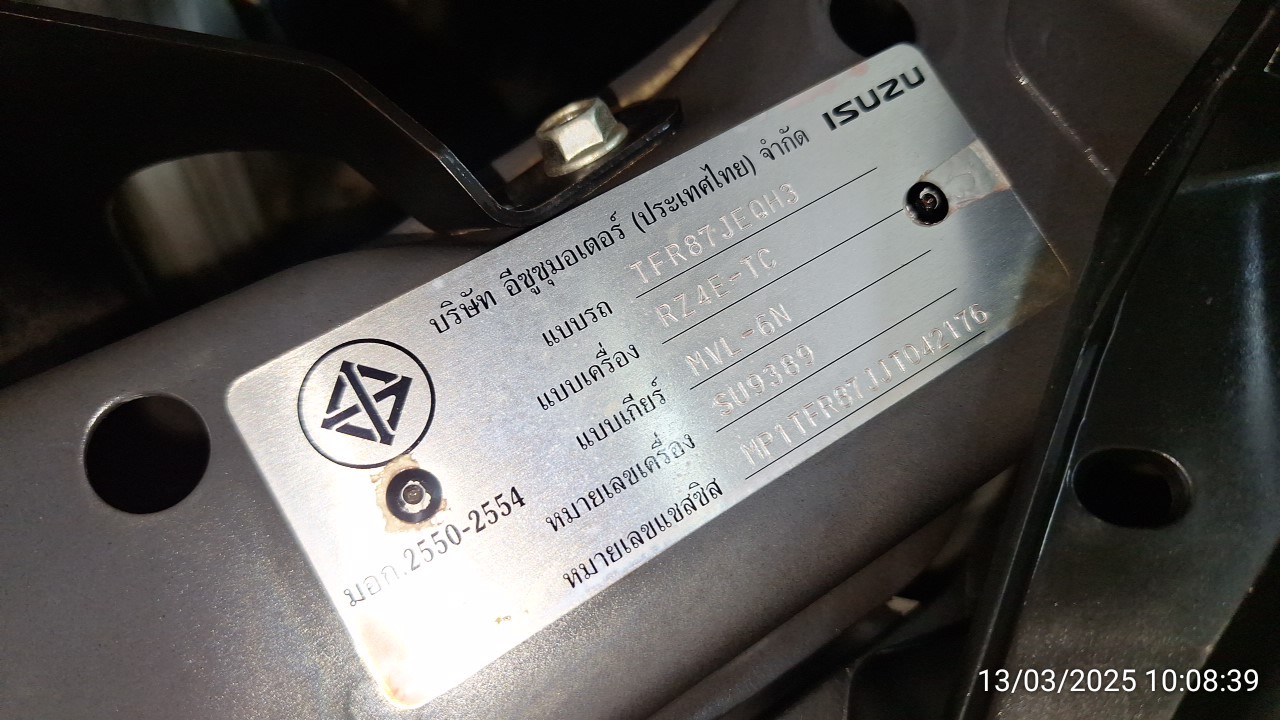 บริษัท อีซูซุมอเตอร์ (ประเทศไทย) จำกัด ISUZU
แบบรถ TFR87JEQH3
แบบเครื่อง RZ4E-TC
แบบเกียร์ MVL-6N
หมายเลขเครื่อง SU9389
หมายเลขแชสซิส MP1TFR87JJT042176
มอก.2550-2554
13/03/2025 10:08:39